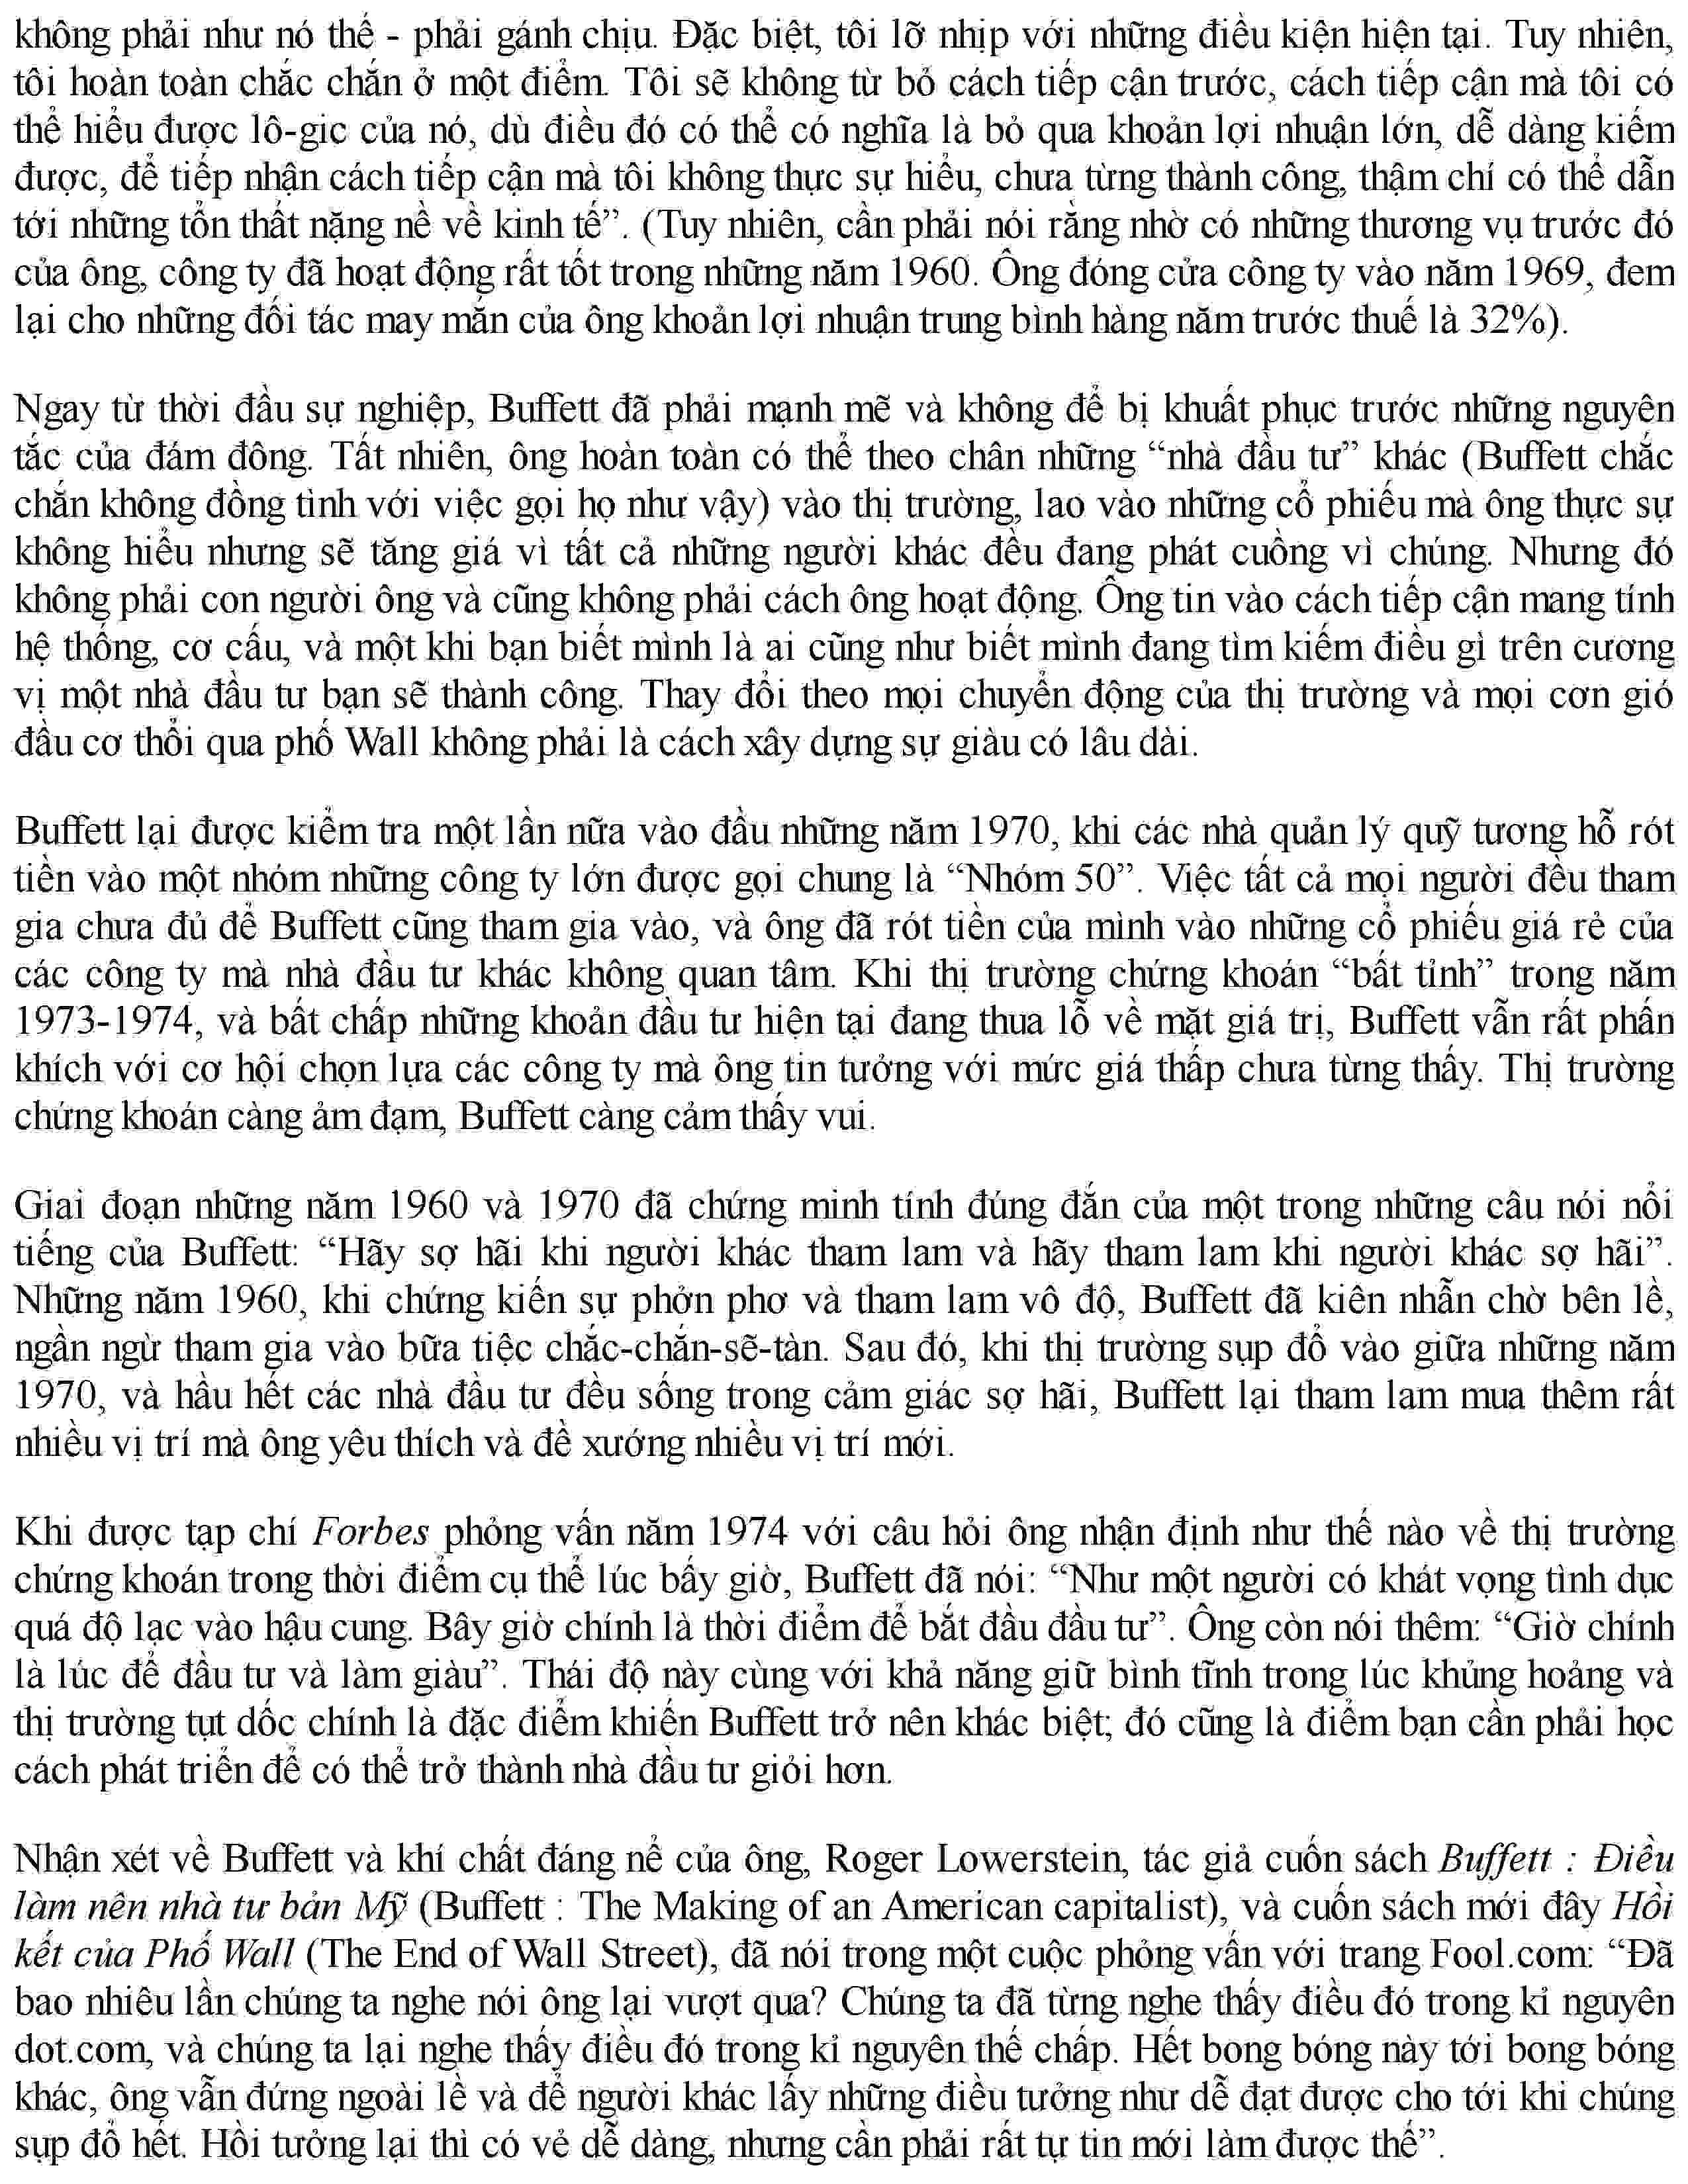 không phải như nó thế - phải gánh chịu. Đặc biệt, tôi lỡ nhịp với những điều kiện hiện tại. Tuy nhiên,
tôi hoàn toàn chắc chắn ở một điểm. Tôi sẽ không từ bỏ cách tiếp cận trước, cách tiếp cận mà tôi có
thể hiểu được lô-gic của nó, dù điều đó có thể có nghĩa là bỏ qua khoản lợi nhuận lớn, dễ dàng kiếm
được, để tiếp nhận cách tiếp cận mà tôi không thực sự hiểu, chưa từng thành công, thậm chí có thể dẫn
tới những tổn thất nặng nề về kinh tế”. (Tuy nhiên, cần phải nói rằng nhờ có những thương vụ trước đó
của ông, công ty đã hoạt động rất tốt trong những năm 1960. Ông đóng cửa công ty vào năm 1969, đem
lại cho những đối tác may mắn của ông khoản lợi nhuận trung bình hàng năm trước thuế là 32%).
Ngay từ thời đầu sự nghiệp, Buffett đã phải mạnh mẽ và không để bị khuất phục trước những nguyên
tắc của đám đông. Tất nhiên, ông hoàn toàn có thể theo chân những “nhà đầu tư” khác (Buffett chắc
chắn không đồng tình với việc gọi họ như vậy) vào thị trường, lao vào những cổ phiếu mà ông thực sự
không hiểu nhưng sẽ tăng giá vì tất cả những người khác đều đang phát cuồng vì chúng. Nhưng đó
không phải con người ông và cũng không phải cách ông hoạt động. Ông tin vào cách tiếp cận mang tính
hệ thống, cơ cấu, và một khi bạn biết mình là ai cũng như biết mình đang tìm kiếm điều gì trên cương
vị một nhà đầu tư bạn sẽ thành công. Thay đổi theo mọi chuyển động của thị trường và mọi cơn gió
đầu cơ thổi qua phố Wall không phải là cách xây dựng sự giàu có lâu dài.
Buffett lại được kiểm tra một lần nữa vào đầu những năm 1970, khi các nhà quản lý quỹ tương hỗ rót
tiền vào một nhóm những công ty lớn được gọi chung là “Nhóm 50”. Việc tất cả mọi người đều tham
gia chưa đủ để Buffett cũng tham gia vào, và ông đã rót tiền của mình vào những cổ phiếu giá rẻ của
các công ty mà nhà đầu tư khác không quan tâm. Khi thị trường chứng khoán “bất tỉnh” trong năm
1973-1974, và bất chấp những khoản đầu tư hiện tại đang thua lỗ về mặt giá trị, Buffett vẫn rất phấn
khích với cơ hội chọn lựa các công ty mà ông tin tưởng với mức giá thấp chưa từng thấy. Thị trường
chứng khoán càng ảm đạm, Buffett càng cảm thấy vui.
Giai đoạn những năm 1960 và 1970 đã chứng minh tính đúng đắn của một trong những câu nói nổi
tiếng của Buffett: “Hãy sợ hãi khi người khác tham lam và hãy tham lam khi người khác sợ hãi”.
Những năm 1960, khi chứng kiến sự phởn phơ và tham lam vô độ, Buffett đã kiên nhẫn chờ bên lề,
ngần ngừ tham gia vào bữa tiệc chắc-chắn-sẽ-tàn. Sau đó, khi thị trường sụp đổ vào giữa những năm
1970, và hầu hết các nhà đầu tư đều sống trong cảm giác sợ hãi, Buffett lại tham lam mua thêm rất
nhiều vị trí mà ông yêu thích và đề xướng nhiều vị trí mới.
Khi được tạp chí Forbes phỏng vấn năm 1974 với câu hỏi ông nhận định như thế nào về thị trường
chứng khoán trong thời điểm cụ thể lúc bấy giờ, Buffett đã nói: “Như một người có khát vọng tình dục
quá độ lạc vào hậu cung. Bây giờ chính là thời điểm để bắt đầu đầu tư”. Ông còn nói thêm: “Giờ chính
là lúc để đầu tư và làm giàu”. Thái độ này cùng với khả năng giữ bình tĩnh trong lúc khủng hoảng và
thị trường tụt dốc chính là đặc điểm khiến Buffett trở nên khác biệt; đó cũng là điểm bạn cần phải học
cách phát triển để có thể trở thành nhà đầu tư giỏi hơn.
Nhận xét về Buffett và khí chất đáng nể của ông, Roger Lowerstein, tác giả cuốn sách Buffett : Điều
làm nên nhà tư bản Mỹ (Buffett : The Making of an American capitalist), và cuốn sách mới đây Hồi
kết của Phố Wall (The End of Wall Street), đã nói trong một cuộc phỏng vấn với trang Fool.com: “Đã
bao nhiêu lần chúng ta nghe nói ông lại vượt qua? Chúng ta đã từng nghe thấy điều đó trong kỉ nguyên
dot.com, và chúng ta lại nghe thấy điều đó trong kỉ nguyên thế chấp. Hết bong bóng này tới bong bóng
khác, ông vẫn đứng ngoài lề và để người khác lấy những điều tưởng như dễ đạt được cho tới khi chúng
sụp đổ hết. Hồi tưởng lại thì có vẻ dễ dàng, nhưng cần phải rất tự tin mới làm được thế”.